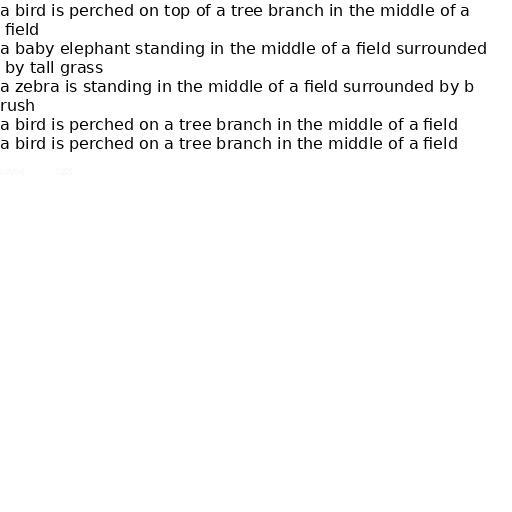 a bird is perched on top of a tree branch in the middle of a
field
a baby elephant standing in the middle of a field surrounded
by tall grass
a zebra is standing in the middle of a field surrounded by b
rush
a bird is perched on a tree branch in the middle of a field
a bird is perched on a tree branch in the middle of a field